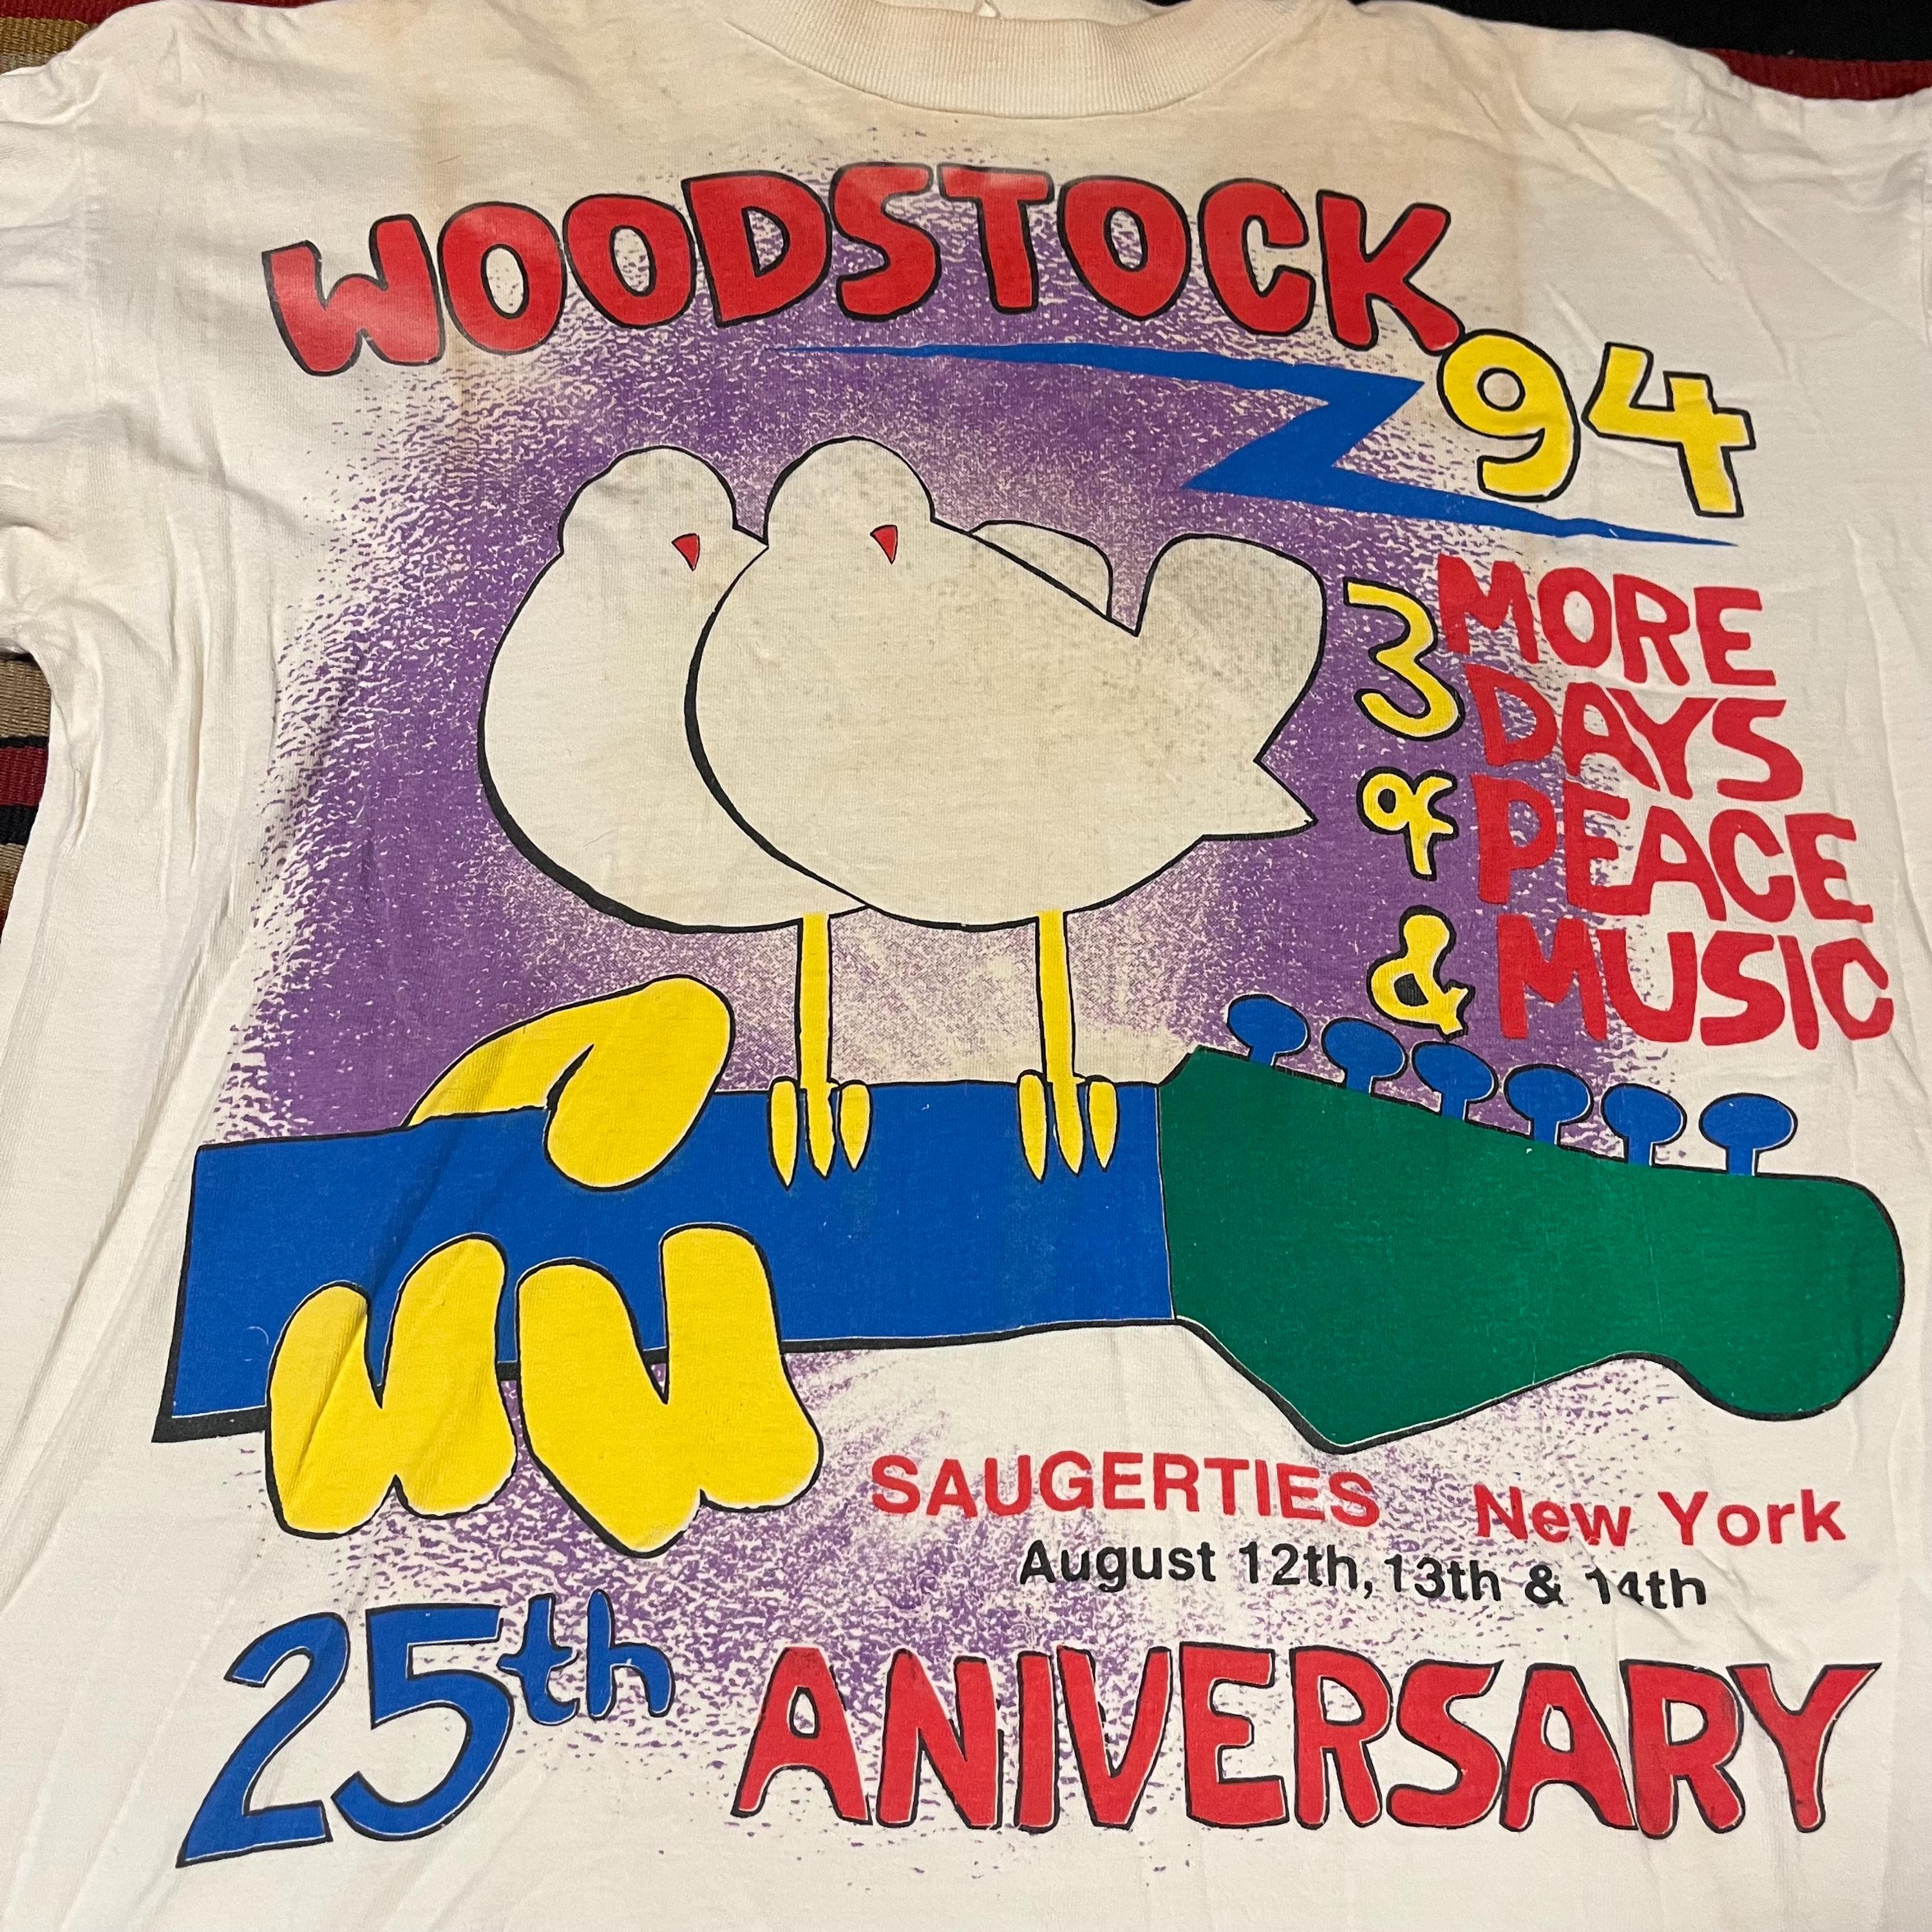 WOODSTOCK
94
3 MORE
DAYS
of PEACE
& MUSIC
SAUGERTIES New York
August 12th, 13th & 14th
25th ANIVERSARY